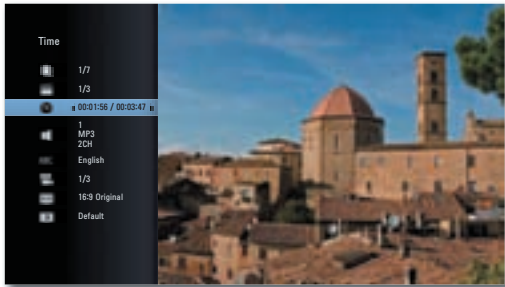 Time
1/7
1/3
00:01:56 / 00:03:47
1
MP3
2CH
English
1/3
16:9 Original
Default